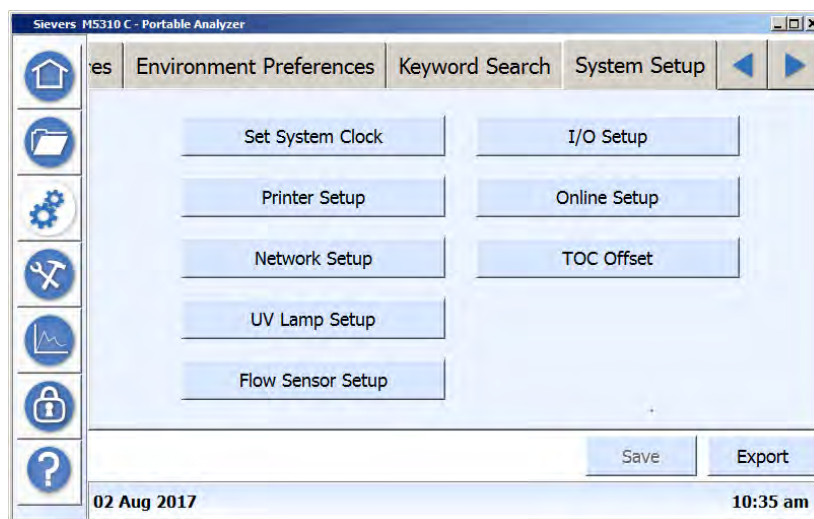 Sievers M5310 C - Portable Analyzer
es Environment Preferences Keyword Search System Setup
Set System Clock I/O Setup
Printer Setup Online Setup
Network Setup TOC Offset
UV Lamp Setup
Flow Sensor Setup
Save Export
02 Aug 2017 10:35 am